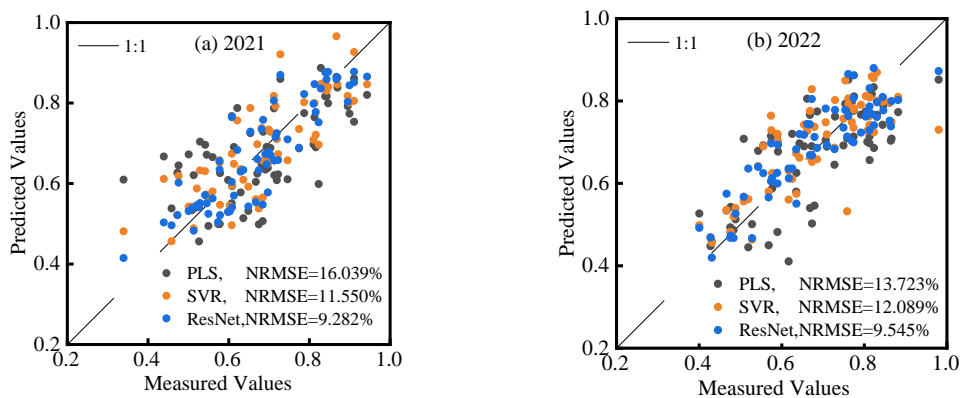 1.0
0.8
0.6
0.4
0.2
0.2 0.4 0.6 0.8 1.0
Predicted Values
Measured Values
1:1
(a) 2021
PLS, NRMSE=16.039%
SVR, NRMSE=11.550%
ResNet,NRMSE=9.282%
1.0
0.8
0.6
0.4
0.2
0.2 0.4 0.6 0.8 1.0
Predicted Values
Measured Values
1:1
(b) 2022
PLS, NRMSE=13.723%
SVR, NRMSE=12.089%
ResNet,NRMSE=9.545%